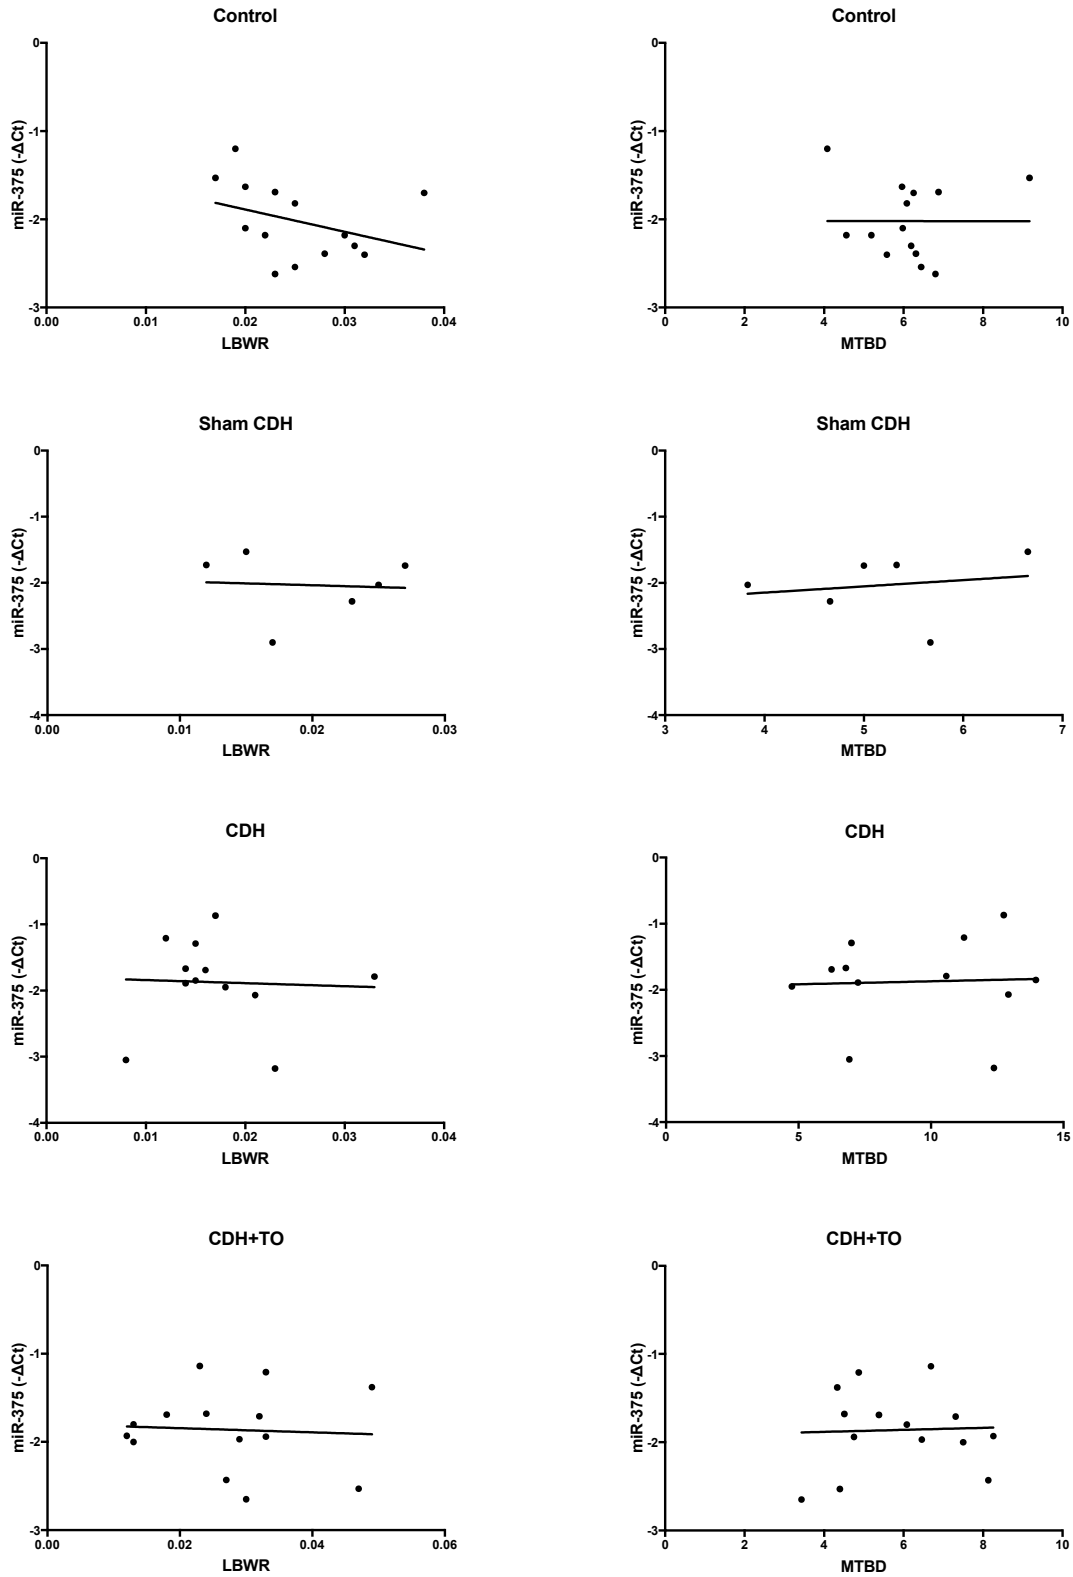 Control
Control
0
-1
-2
-3
miR-375 (-ΔCt)
0.00 0.01 0.02 0.03 0.04
LBWR
0
-1
-2
-3
miR-375 (-ΔCt)
0 2 4 6 8 10
MTBD
Sham CDH
Sham CDH
0
-1
-2
-3
-4
miR-375 (-ΔCt)
0.00 0.01 0.02 0.03
LBWR
0
-1
-2
-3
-4
miR-375 (-ΔCt)
3 4 5 6 7
MTBD
CDH
CDH
0
-1
-2
-3
-4
miR-375 (-ΔCt)
0.00 0.01 0.02 0.03 0.04
LBWR
0
-1
-2
-3
-4
miR-375 (-ΔCt)
0 5 10 15
MTBD
CDH+TO
CDH+TO
0
-1
-2
-3
miR-375 (-ΔCt)
0.00 0.02 0.04 0.06
LBWR
0
-1
-2
-3
miR-375 (-ΔCt)
0 2 4 6 8 10
MTBD